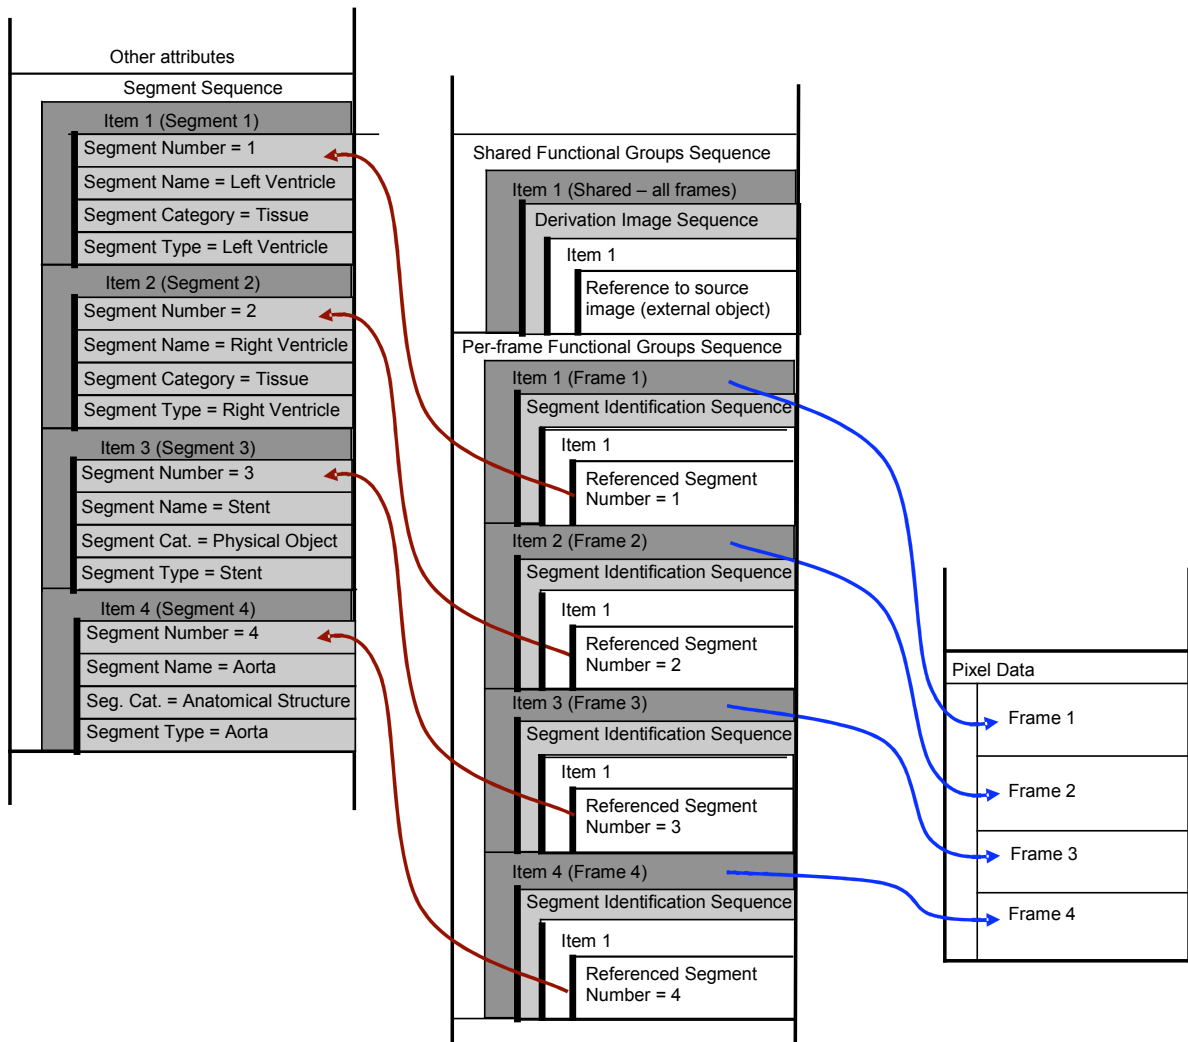 Other attributes
Segment Sequence
Item 1 (Segment 1)
Segment Number = 1
Segment Name = Left Ventricle
Segment Category = Tissue
Segment Type = Left Ventricle
Item 2 (Segment 2)
Segment Number = 2
Segment Name = Right Ventricle
Segment Category = Tissue
Segment Type = Right Ventricle
Item 3 (Segment 3)
Segment Number = 3
Segment Name = Stent
Segment Cat. = Physical Object
Segment Type = Stent
Item 4 (Segment 4)
Segment Number = 4
Segment Name = Aorta
Seg. Cat. = Anatomical Structure
Segment Type = Aorta
Shared Functional Groups Sequence
Item 1 (Shared – all frames)
Derivation Image Sequence
Item 1
Reference to source
image (external object)
Per-frame Functional Groups Sequence
Item 1 (Frame 1)
Segment Identification Sequence
Item 1
Referenced Segment
Number = 1
Item 2 (Frame 2)
Segment Identification Sequence
Item 1
Referenced Segment
Number = 2
Item 3 (Frame 3)
Segment Identification Sequence
Item 1
Referenced Segment
Number = 3
Item 4 (Frame 4)
Segment Identification Sequence
Item 1
Referenced Segment
Number = 4
Pixel Data
Frame 1
Frame 2
Frame 3
Frame 4